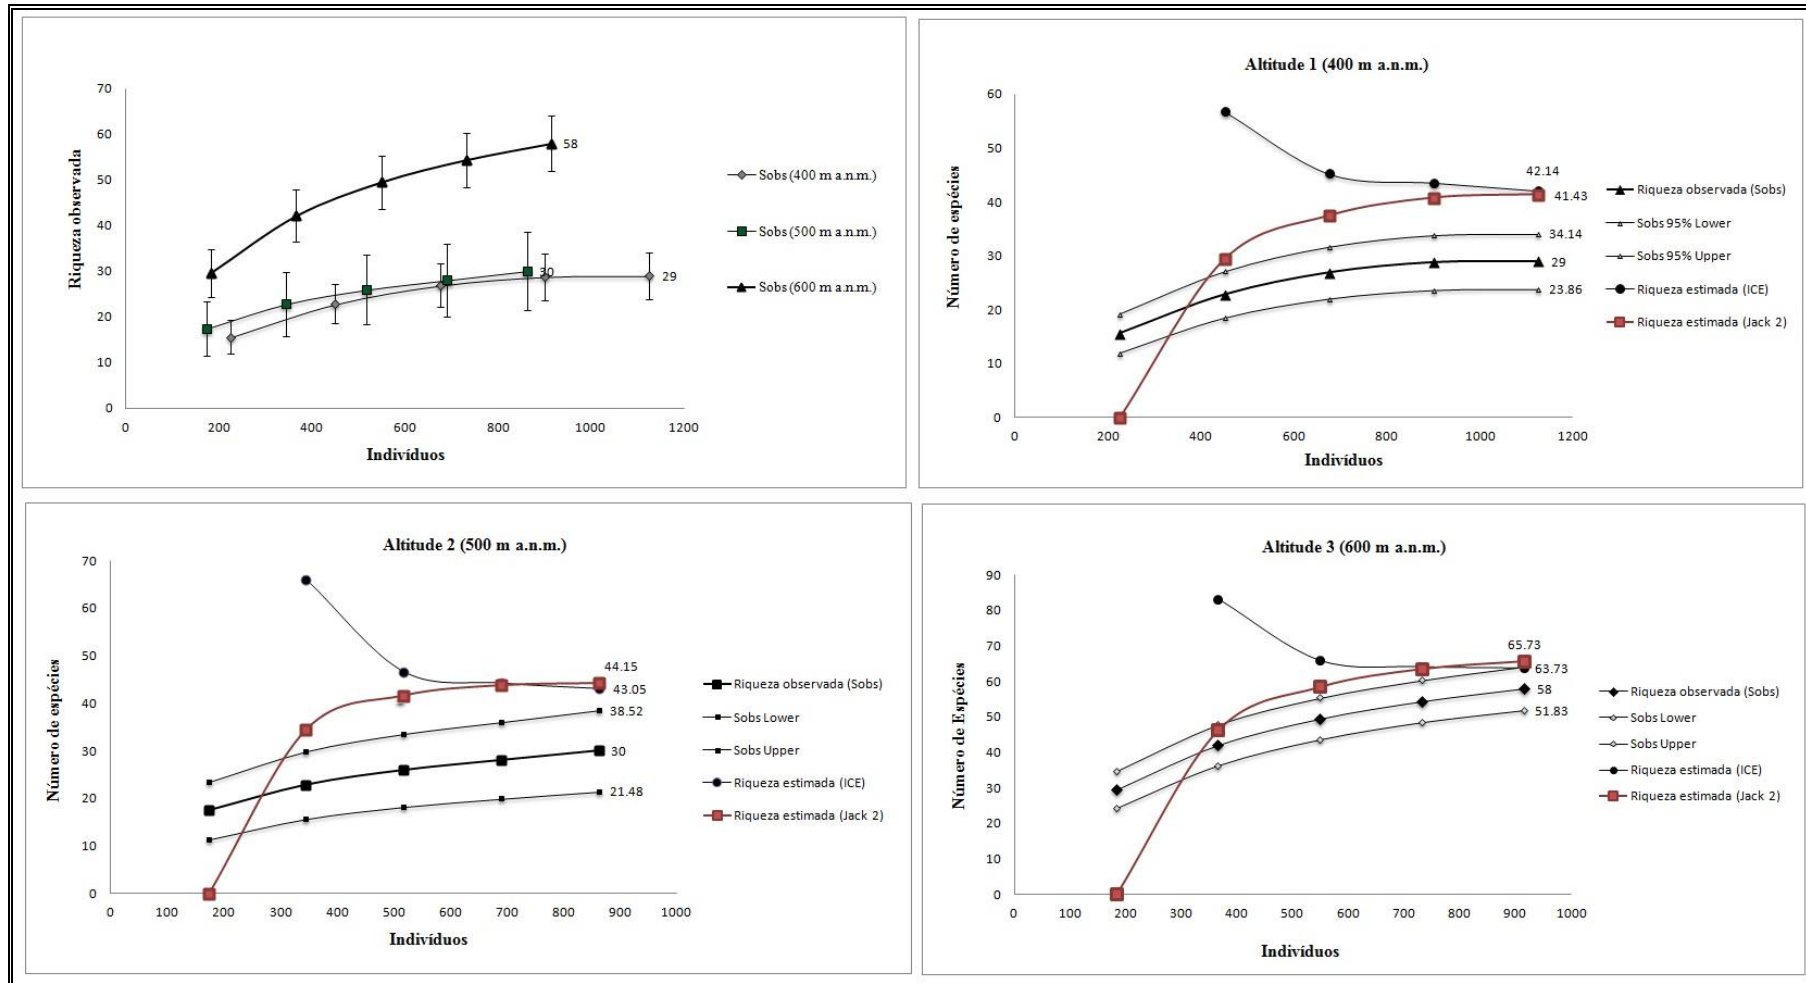 70
60
50
40
30
20
10
0
0 200 400 600 800 1000 1200
Riqueza observada
Indivíduos
58
30
29
Sobs (400 m a.n.m.)
Sobs (500 m a.n.m.)
Sobs (600 m a.n.m.)
Altitude 1 (400 m a.n.m.)
60
50
40
30
20
10
0
0 200 400 600 800 1000 1200
Número de espécies
Indivíduos
42.14
41.43
34.14
29
23.86
Riqueza observada (Sobs)
Sobs 95% Lower
Sobs 95% Upper
Riqueza estimada (ICE)
Riqueza estimada (Jack 2)
Altitude 2 (500 m a.n.m.)
70
60
50
40
30
20
10
0
0 100 200 300 400 500 600 700 800 900 1000
Número de espécies
Indivíduos
44.15
43.05
38.52
30
21.48
Riqueza observada (Sobs)
Sobs Lower
Sobs Upper
Riqueza estimada (ICE)
Riqueza estimada (Jack 2)
Altitude 3 (600 m a.n.m.)
90
80
70
60
50
40
30
20
10
0
0 100 200 300 400 500 600 700 800 900 1000
Número de Espécies
Indivíduos
65.73
63.73
58
51.83
Riqueza observada (Sobs)
Sobs Lower
Sobs Upper
Riqueza estimada (ICE)
Riqueza estimada (Jack 2)